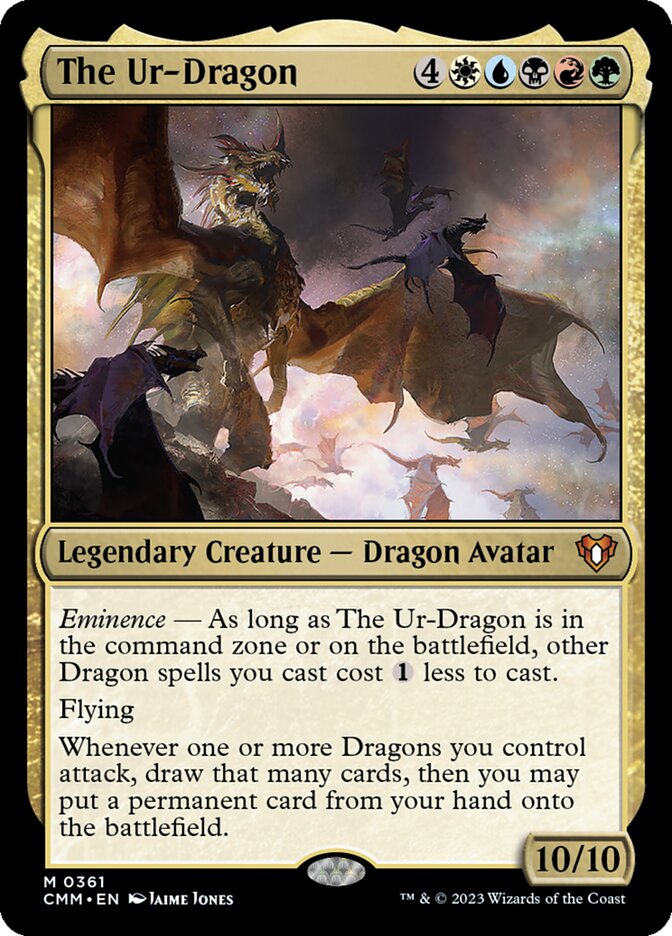 The Ur-Dragon 4
Legendary Creature — Dragon Avatar
Eminence — As long as The Ur-Dragon is in
the command zone or on the battlefield, other
Dragon spells you cast cost 1 less to cast.
Flying
Whenever one or more Dragons you control
attack, draw that many cards, then you may
put a permanent card from your hand onto
the battlefield.
10/10
M 0361
CMM • EN Jaime Jones
™ & © 2023 Wizards of the Coast